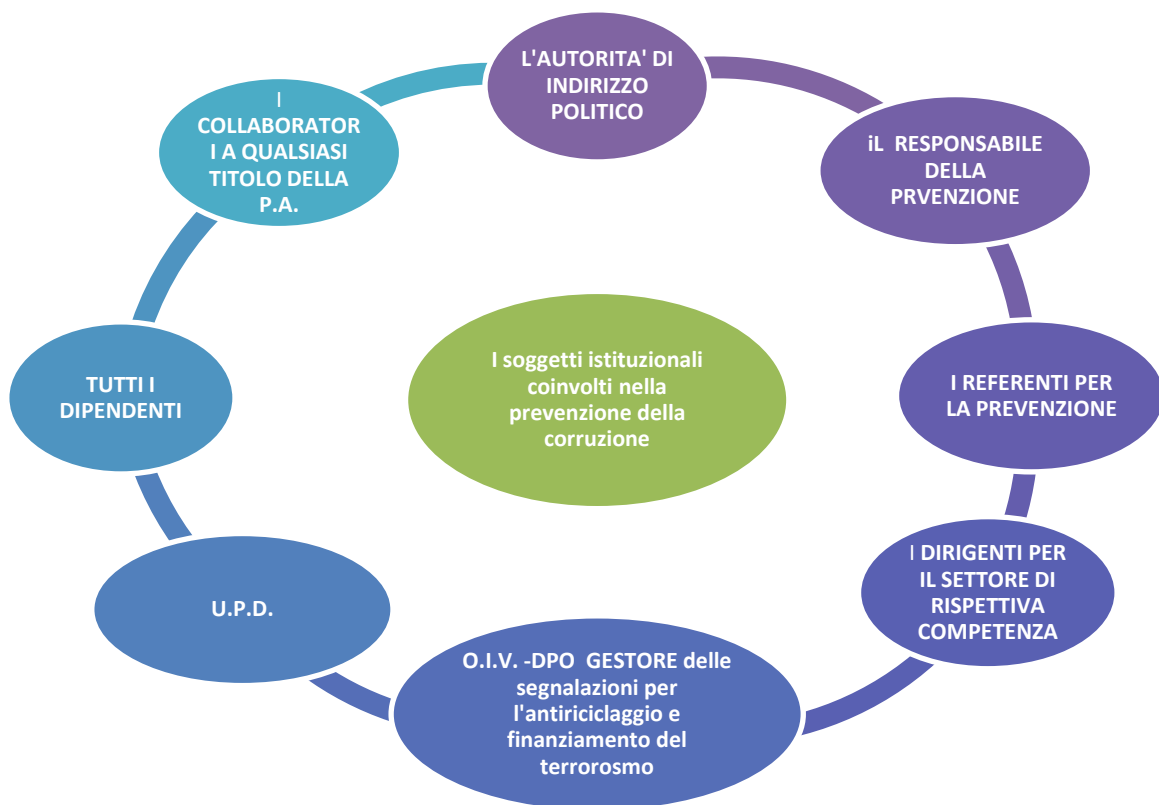 L'AUTORITA' DI
INDIRIZZO
POLITICO
iL RESPONSABILE
DELLA
PRVENZIONE
I REFERENTI PER
LA PREVENZIONE
I DIRIGENTI PER
IL SETTORE DI
RISPETTIVA
COMPETENZA
O.I.V. -DPO GESTORE delle
segnalazioni per
l'antiriciclaggio e
finanziamento del
terrorosmo
U.P.D.
TUTTI I
DIPENDENTI
I
COLLABORATOR
I A QUALSIASI
TITOLO DELLA
P.A.
I soggetti istituzionali
coinvolti nella
prevenzione della
corruzione